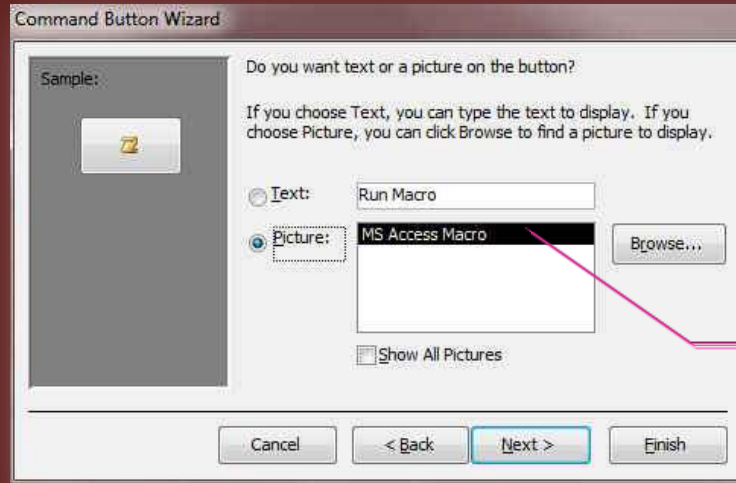 Command Button Wizard
Sample:
Do you want text or a picture on the button?
If you choose Text, you can type the text to display. If you
choose Picture, you can click Browse to find a picture to display.
Text: Run Macro
Picture: MS Access Macro Browse...
Show All Pictures
Cancel < Back Next > Finish